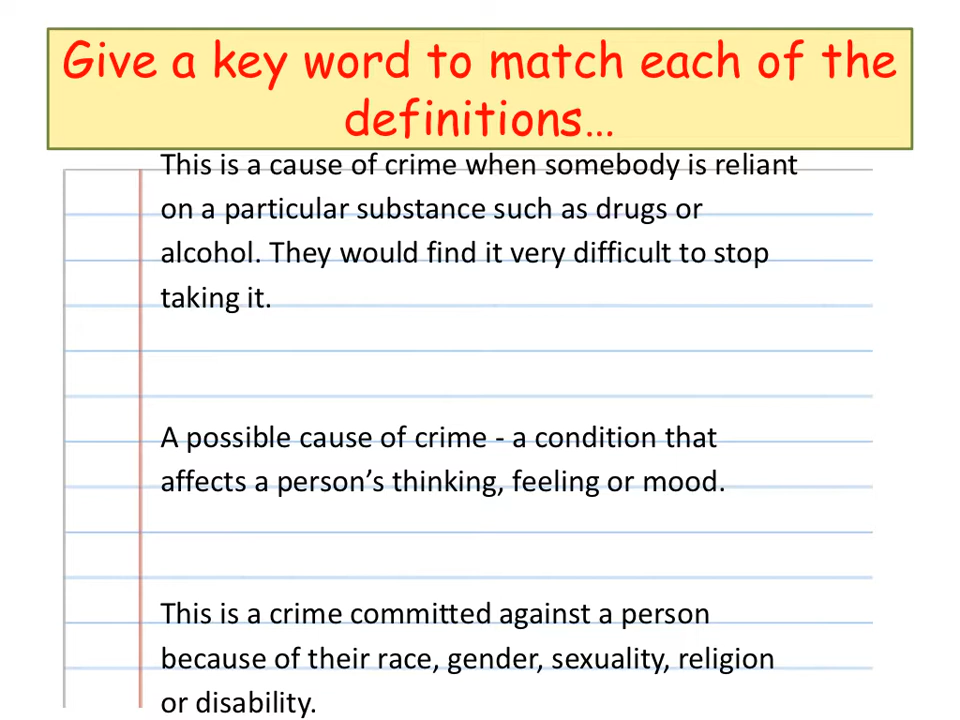 Give a key word to match each of the
definitions...
This is a cause of crime when somebody is reliant
on a particular substance such as drugs or
alcohol. They would find it very difficult to stop
taking it.
A possible cause of crime - a condition that
affects a person’s thinking, feeling or mood.
This is a crime committed against a person
because of their race, gender, sexuality, religion
or disability.